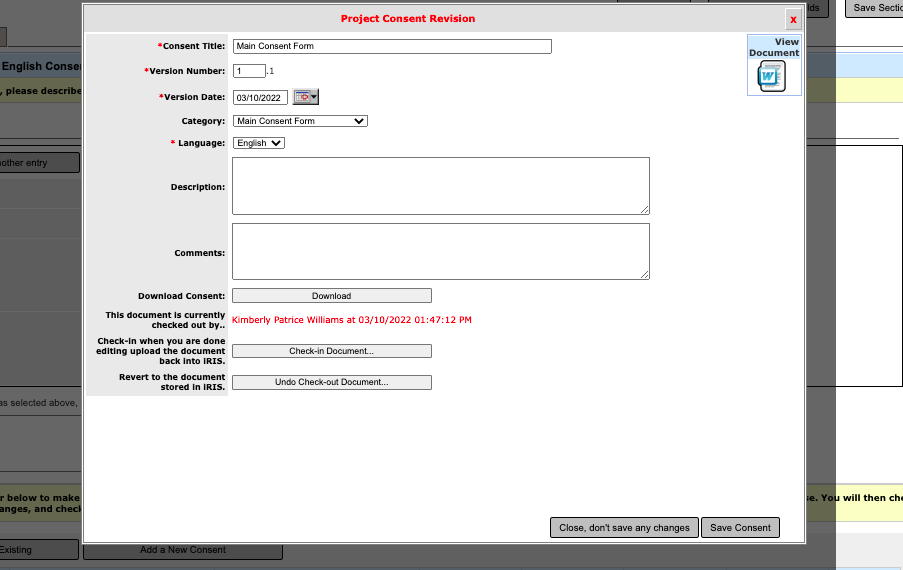 Project Consent Revision
x
lds
Save Sectio
*Consent Title:
Main Consent Form
View
Document
W
*Version Number:
1
.1
English Conse
, please describe
*Version Date:
03/10/2022
Category:
Main Consent Form
* Language:
English
nother entry
Description:
Comments:
Download Consent:
Download
This document is currently
checked out by..
Kimberly Patrice Williams at 03/10/2022 01:47:12 PM
Check-in when you are done
editing upload the document
back into iRIS.
Check-in Document...
Revert to the document
stored in iRIS.
Undo Check-out Document...
as selected above,
r below to make
se. You will then che
anges, and check
Close, don't save any changes
Save Consent
Existing
Add a New Consent